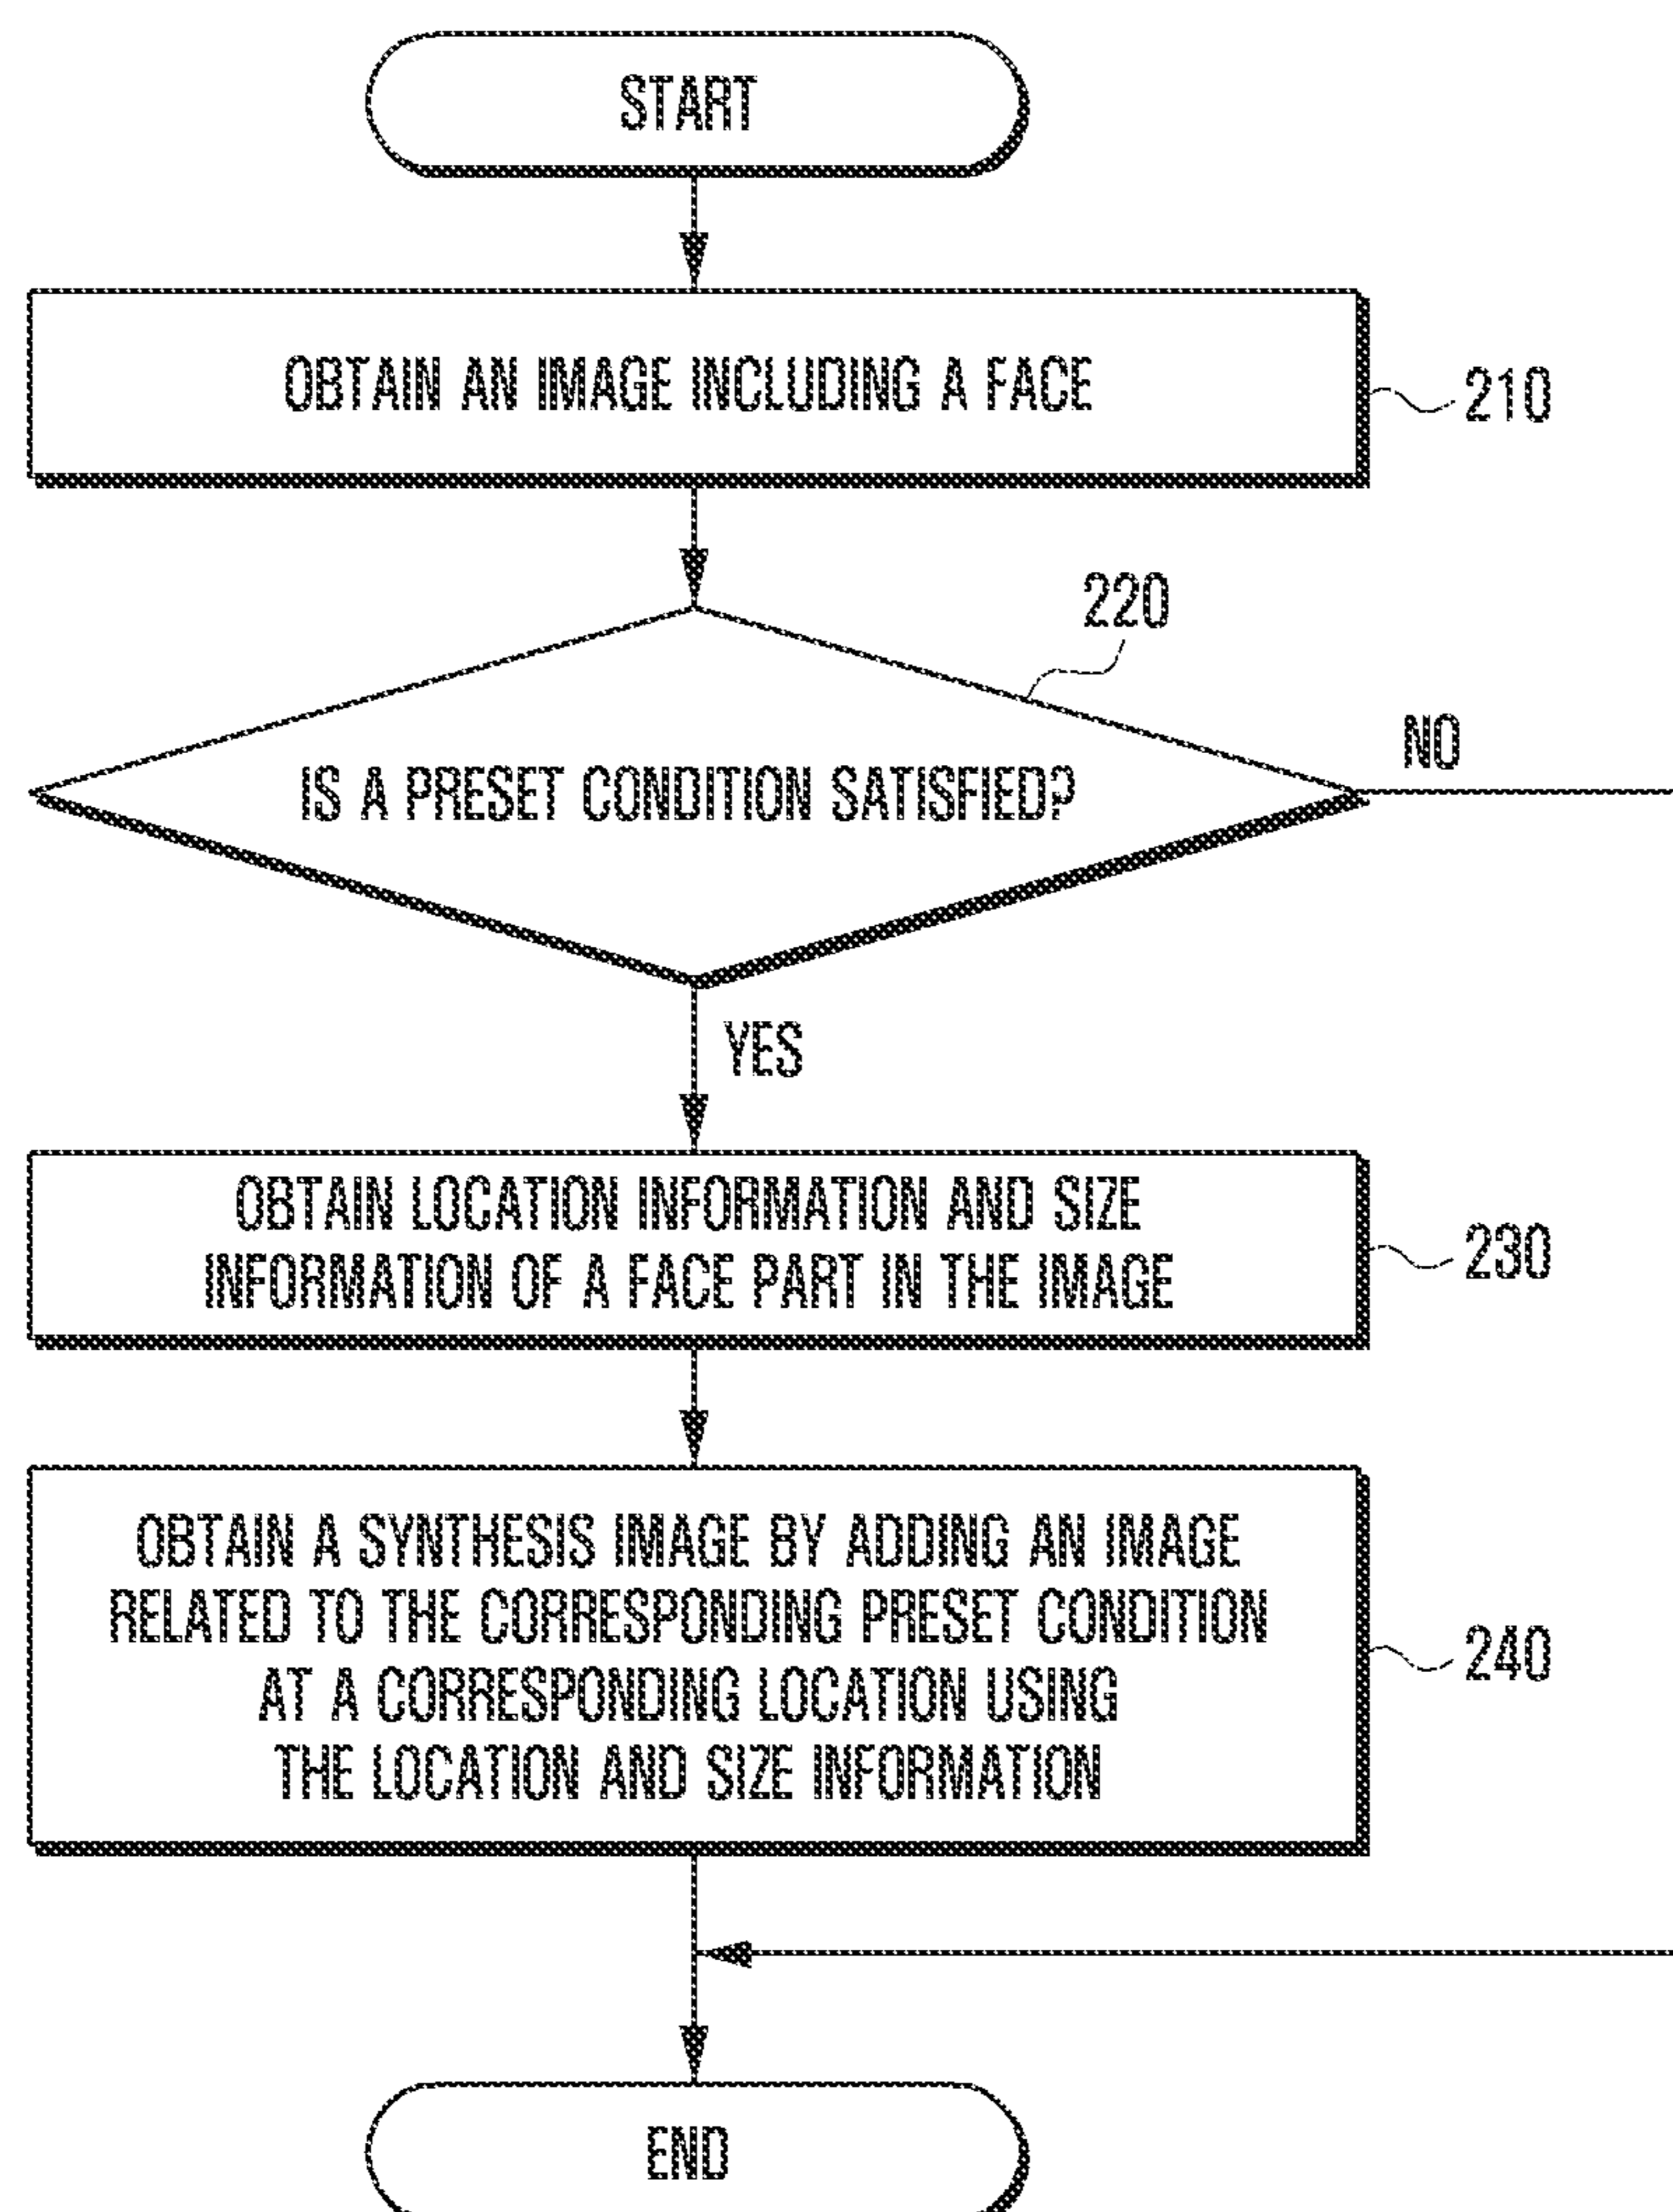 START
OBTAIN AN IMAGE INCLUDING A FACE
210
220
IS A PRESET CONDITION SATISFIED?
NO
YES
OBTAIN LOCATION INFORMATION AND SIZE
INFORMATION OF A FACE PART IN THE IMAGE
230
OBTAIN A SYNTHESIS IMAGE BY ADDING AN IMAGE
RELATED TO THE CORRESPONDING PRESET CONDITION
AT A CORRESPONDING LOCATION USING
THE LOCATION AND SIZE INFORMATION
240
END